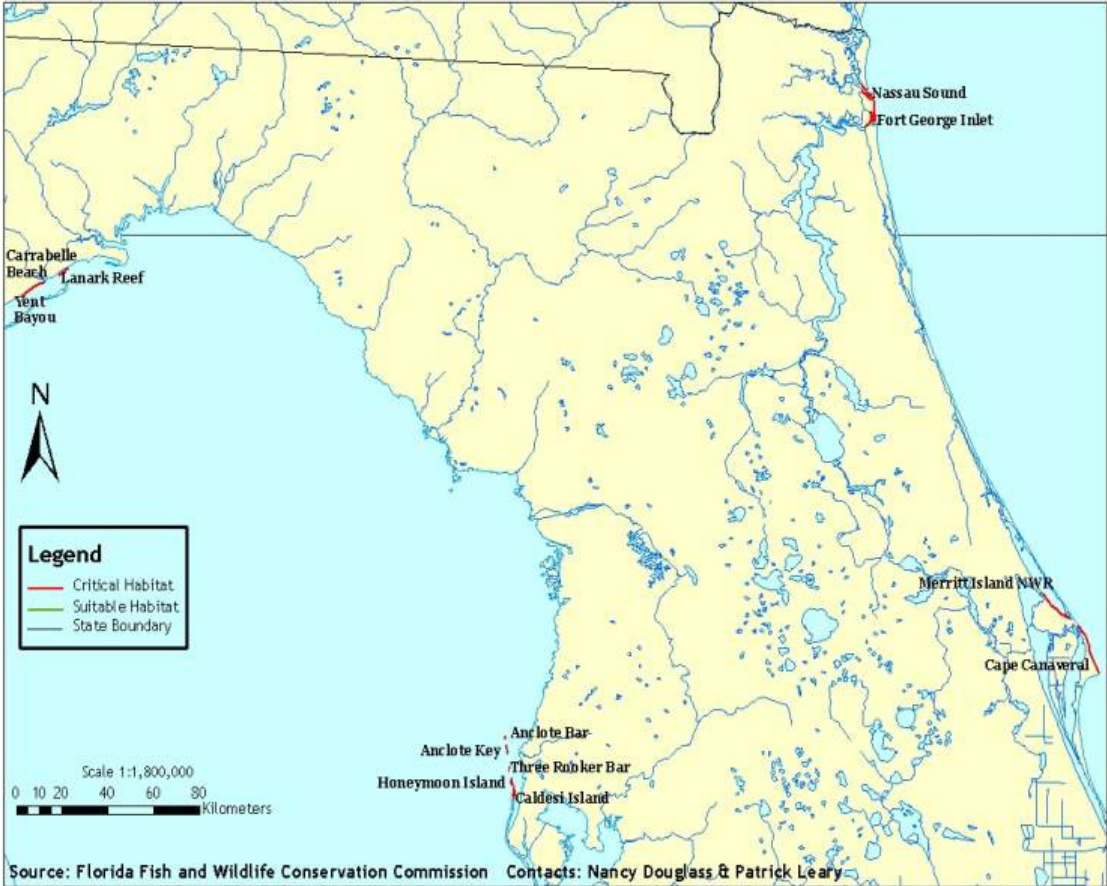 Nassau Sound
Fort George Inlet
Carrabelle
Beach
Lanark Reef
Yent
Bayou
N
Legend
Critical Habitat
Suitable Habitat
State Boundary
Merritt Island NWR
Cape Canaveral
Anclote Bar
Anclote Key
Three Rooker Bar
Honeymoon Island
Caldesi Island
Scale 1:1,800,000
0 10 20 40 60 80
Kilometers
Source: Florida Fish and Wildlife Conservation Commission Contacts: Nancy Douglass & Patrick Leary